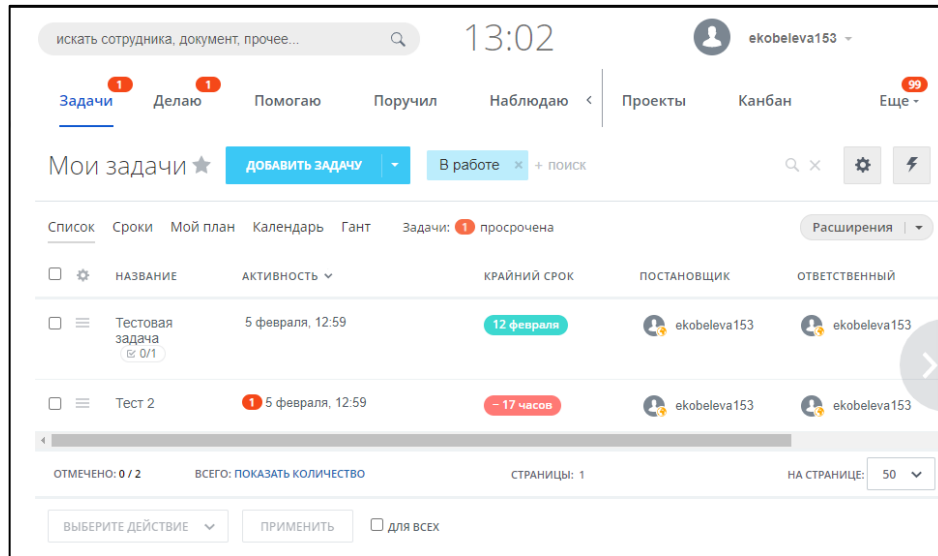 искать сотрудника, документ, прочее...
13:02
ekobeleva153
Задачи 1 Делаю 1 Помогаю Поручил Наблюдаю < Проекты Канбан Еще 99
Мои задачи ДОБАВИТЬ ЗАДАЧУ В работе × + поиск
Список Сроки Мой план Календарь Гант Задачи: 1 просрочена Расширения
НАЗВАНИЕ АКТИВНОСТЬ КРАЙНИЙ СРОК ПОСТАНОВЩИК ОТВЕТСТВЕННЫЙ
Тестовая задача 5 февраля, 12:59 12 февраля ekobeleva153 ekobeleva153
0/1
Тест 2 1 5 февраля, 12:59 − 17 часов ekobeleva153 ekobeleva153
ОТМЕЧЕНО: 0 / 2 ВСЕГО: ПОКАЗАТЬ КОЛИЧЕСТВО СТРАНИЦЫ: 1 НА СТРАНИЦЕ: 50
ВЫБЕРИТЕ ДЕЙСТВИЕ ПРИМЕНИТЬ ДЛЯ ВСЕХ